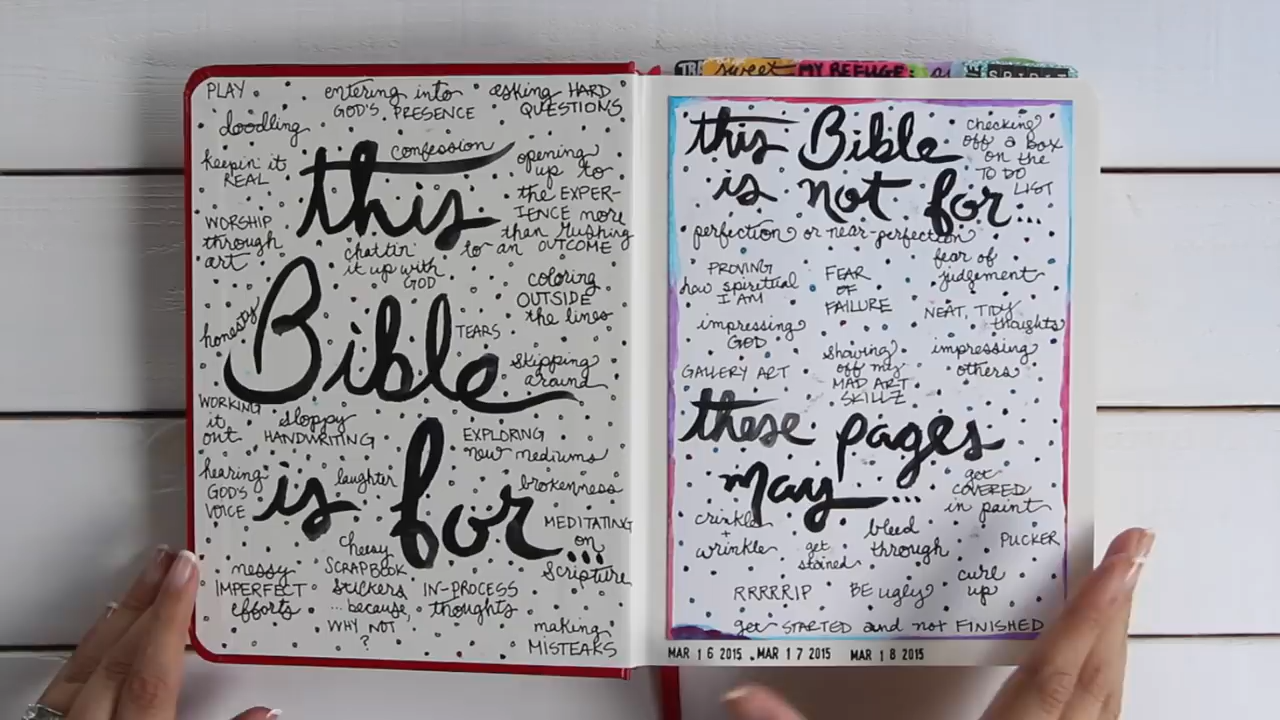 PLAY
doodling
keepin' it
REAL
WORSHIP
through
art
honesty
WORKING
it
out
hearing
GOD'S
VOICE
messy
IMPERFECT
efforts
entering into
GOD'S PRESENCE
confession
this
chattin'
it up with
GOD
Bible
TEARS
sloppy
HANDWRITING
laughter
is for...
cheesy
SCRAPBOOK
stickers
...because,
WHY NOT
?
asking HARD
QUESTIONS
opening
up to
the EXPER-
IENCE more
than rushing
to an OUTCOME
coloring
OUTSIDE
the lines
skipping
around
EXPLORING
new mediums
brokenness
MEDITATING
on
Scripture
IN-PROCESS
thoughts
making
MISTEAKS
sweet MY REFUGE:
this Bible
is not for...
checking
off a box
on the
TO DO
LIST
perfection or near-perfection
PROVING
how spiritual
I AM
FEAR
OF
FAILURE
fear of
judgement
NEAT, TIDY
thoughts
impressing
GOD
showing
off my
MAD ART
SKILLZ
impressing
others
GALLERY ART
these pages
may...
get
COVERED
in paint
crinkle
+
wrinkle
get
stained
bleed
through
PUCKER
RRRRRIP
BE ugly
curl
up
get STARTED and not FINISHED
MAR 16 2015 . MAR 17 2015 MAR 18 2015